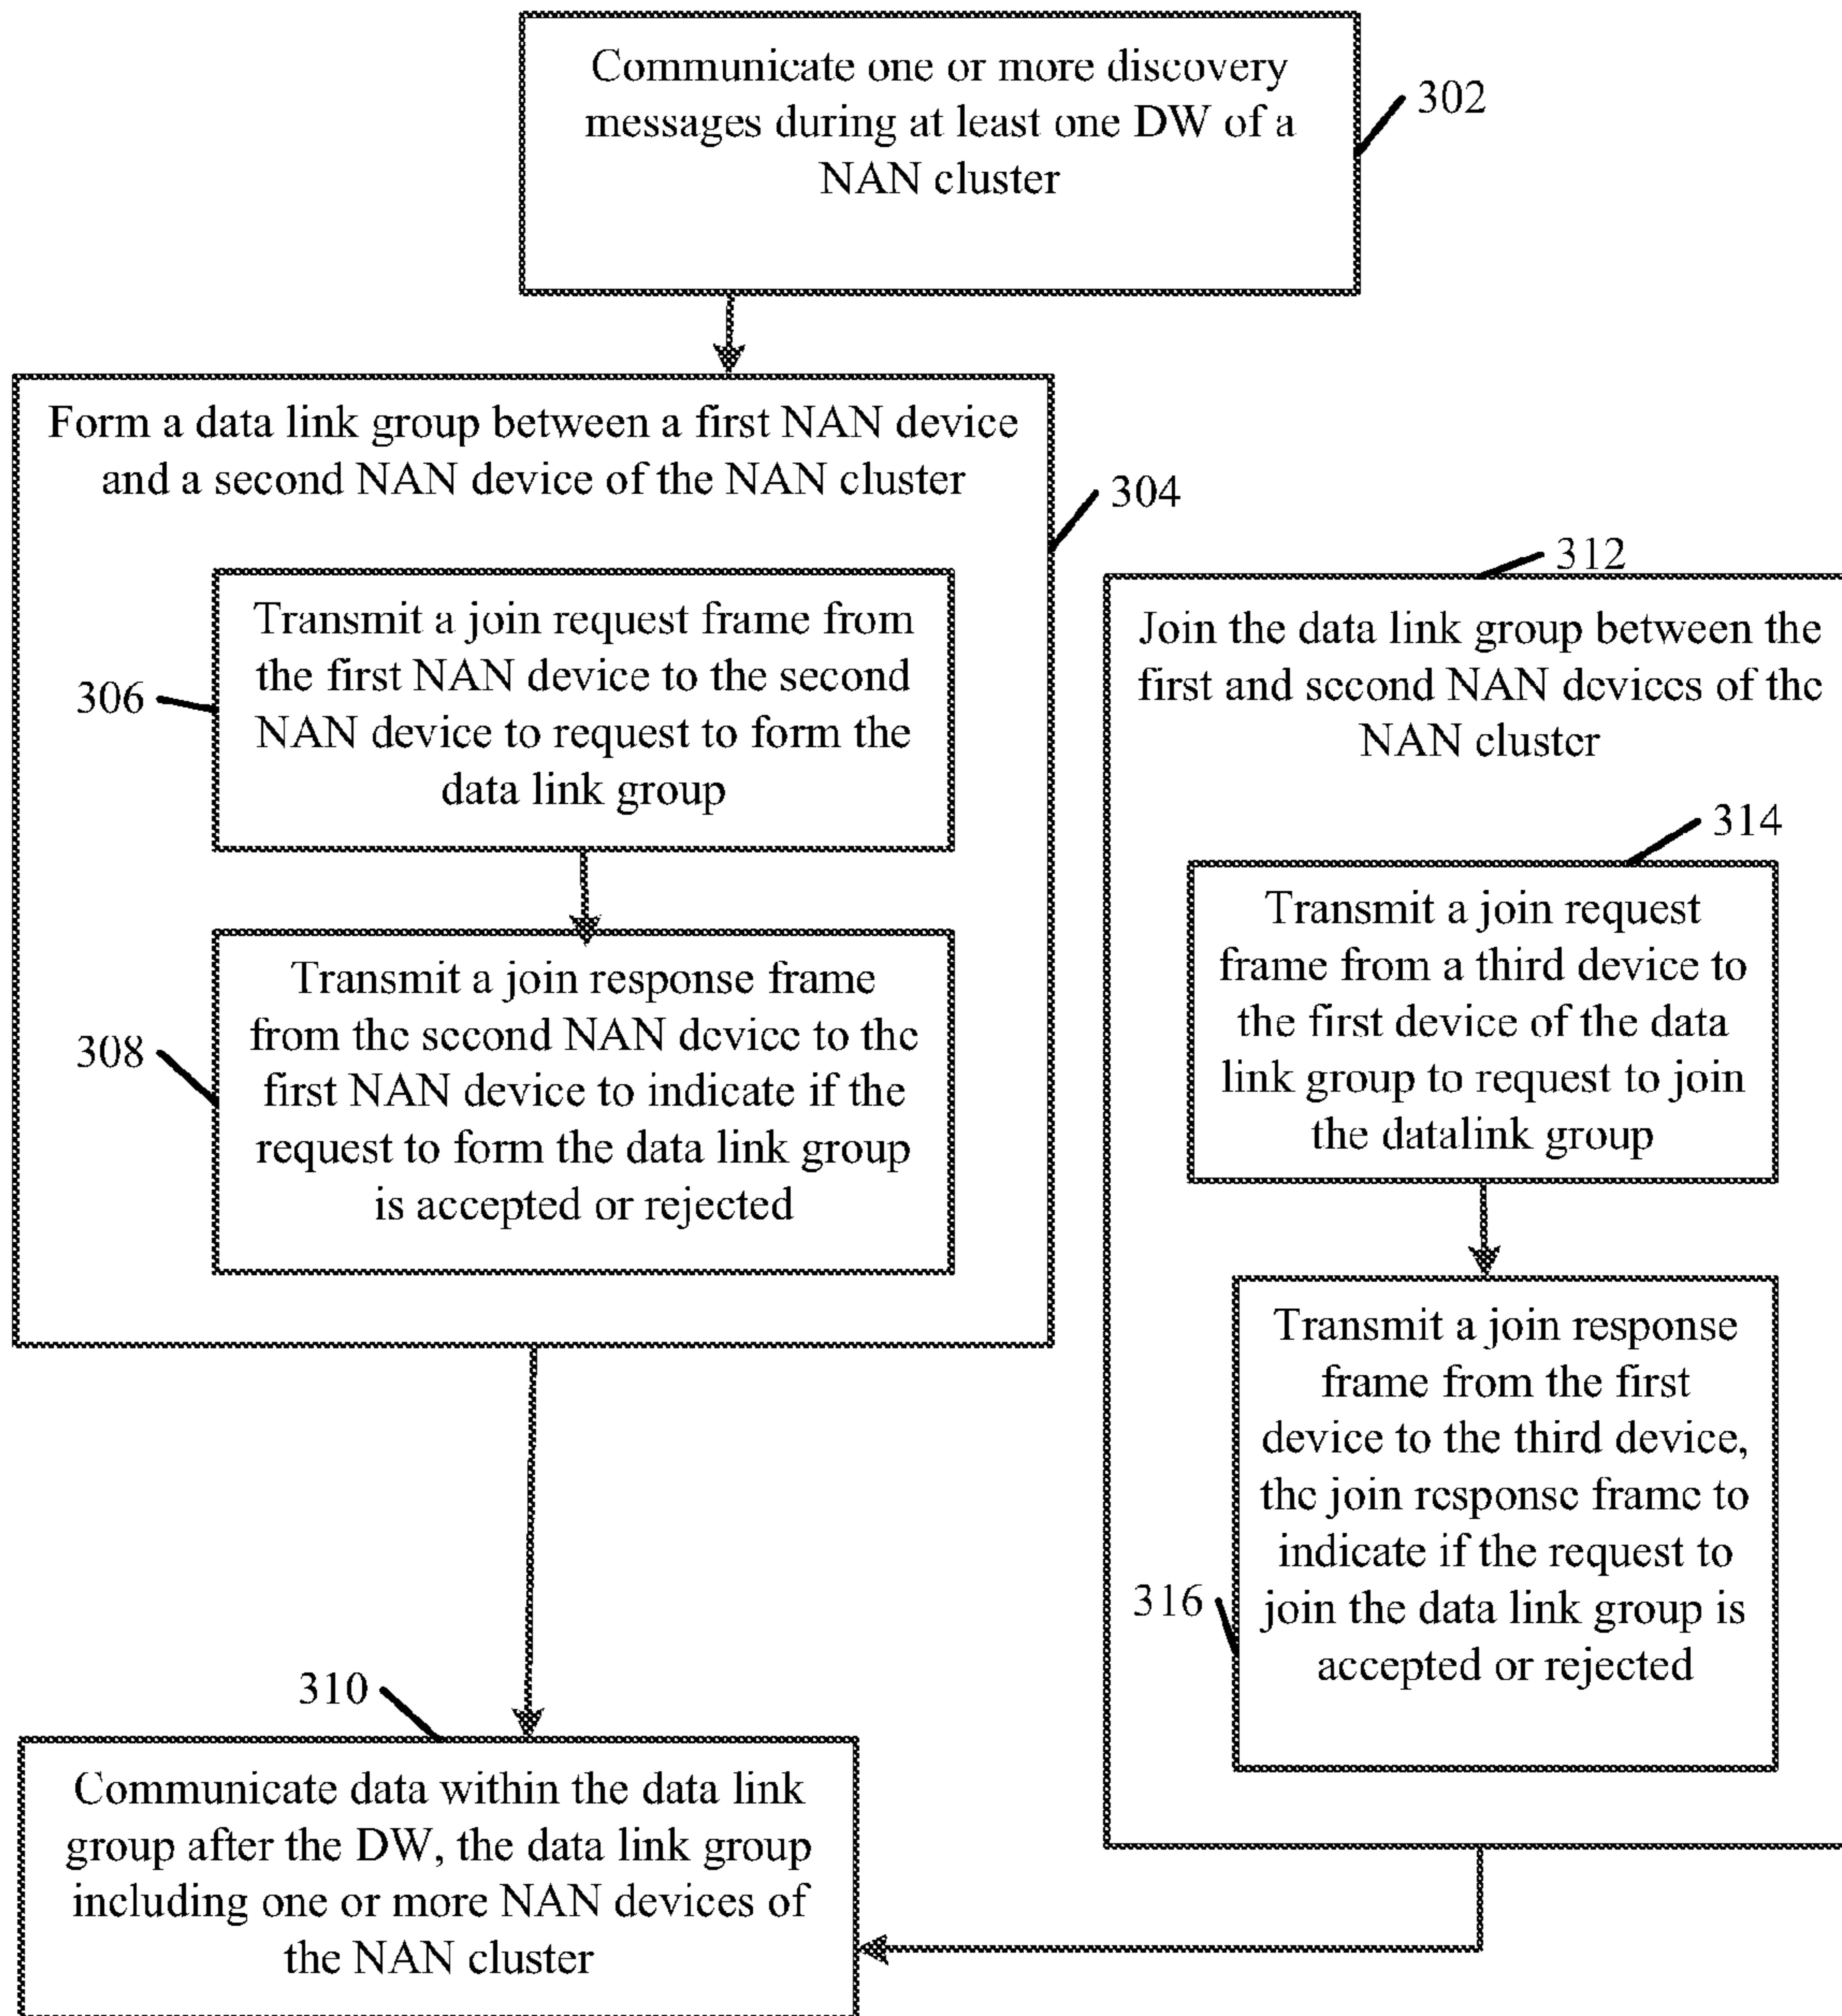 Communicate one or more discovery
messages during at least one DW of a
NAN cluster
302
Form a data link group between a first NAN device
and a second NAN device of the NAN cluster
304
Transmit a join request frame from
the first NAN device to the second
NAN device to request to form the
data link group
306
Transmit a join response frame
from the second NAN device to the
first NAN device to indicate if the
request to form the data link group
is accepted or rejected
308
312
Join the data link group between the
first and second NAN devices of the
NAN cluster
314
Transmit a join request
frame from a third device to
the first device of the data
link group to request to join
the datalink group
Transmit a join response
frame from the first
device to the third device,
the join response frame to
indicate if the request to
join the data link group is
accepted or rejected
316
310
Communicate data within the data link
group after the DW, the data link group
including one or more NAN devices of
the NAN cluster